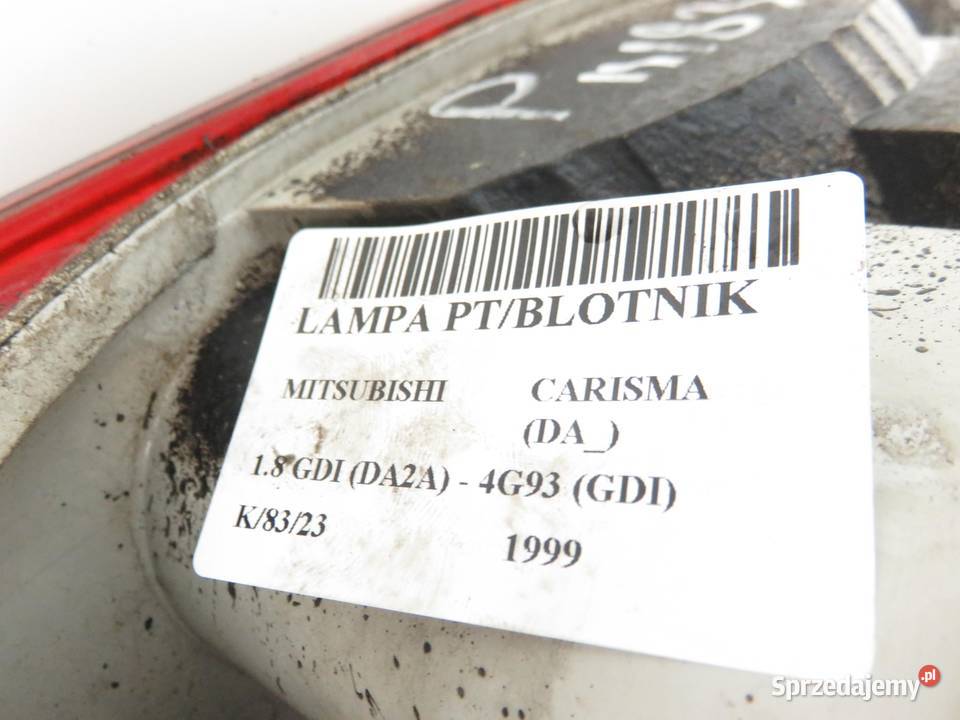 P
LAMPA PT/BLOTNIK
MITSUBISHI CARISMA
(DA_)
1.8 GDI (DA2A) - 4G93 (GDI)
K/83/23
1999
Sprzedajemy.pl